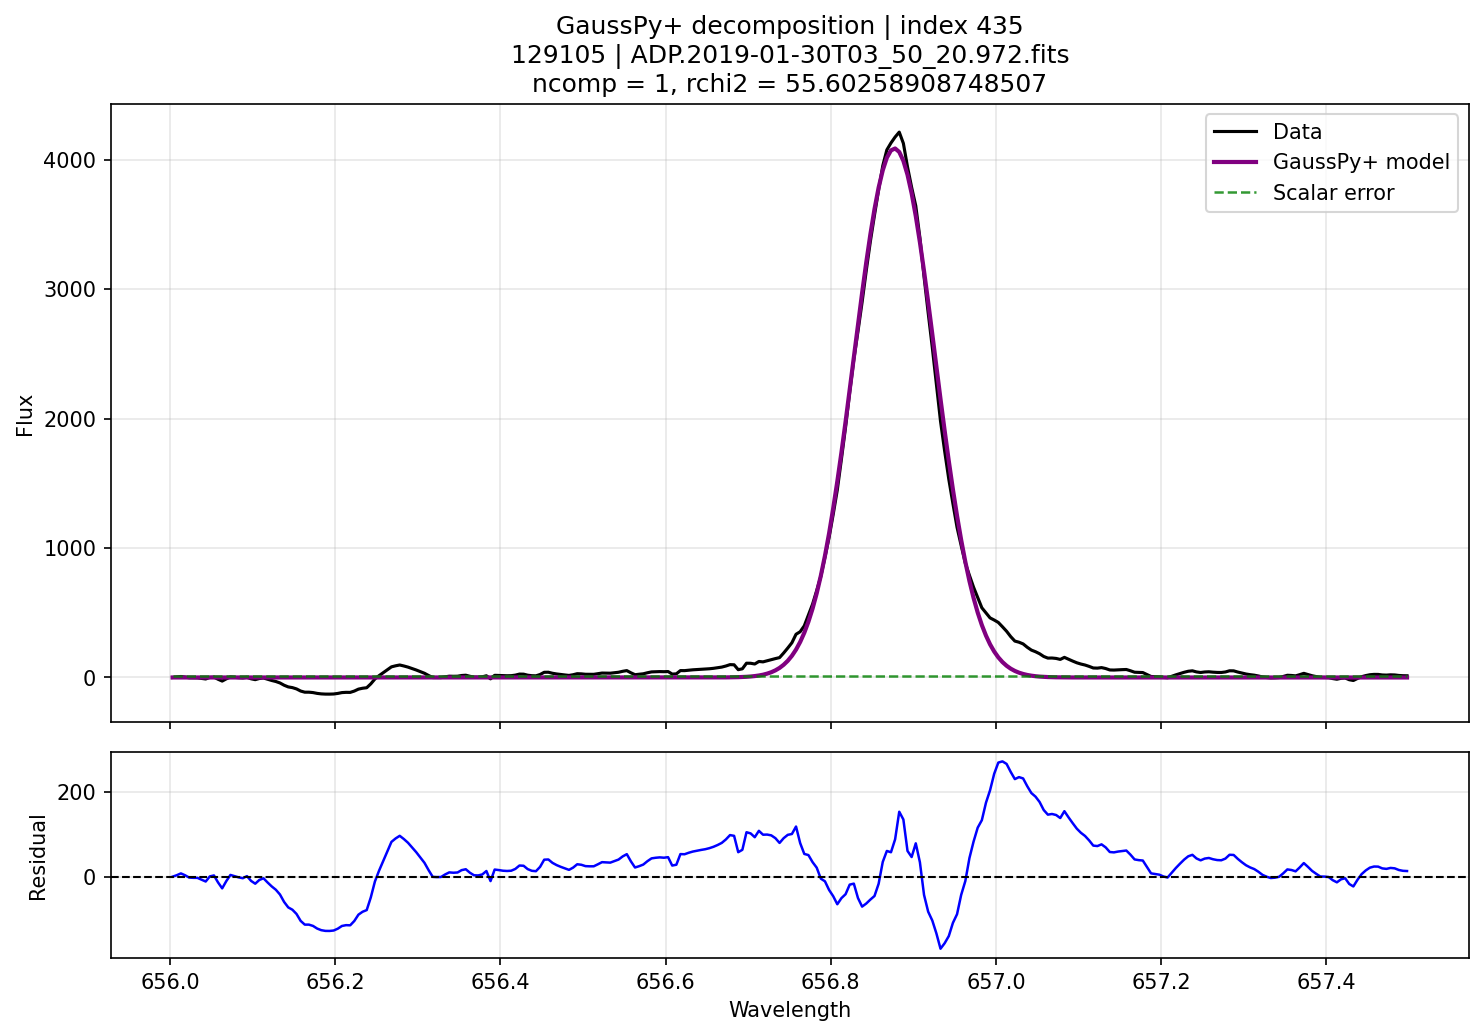 GaussPy+ decomposition | index 435
129105 | ADP.2019-01-30T03_50_20.972.fits
ncomp = 1, rchi2 = 55.60258908748507
Data
GaussPy+ model
Scalar error
Flux
4000
3000
2000
1000
0
Residual
200
0
656.0 656.2 656.4 656.6 656.8 657.0 657.2 657.4
Wavelength